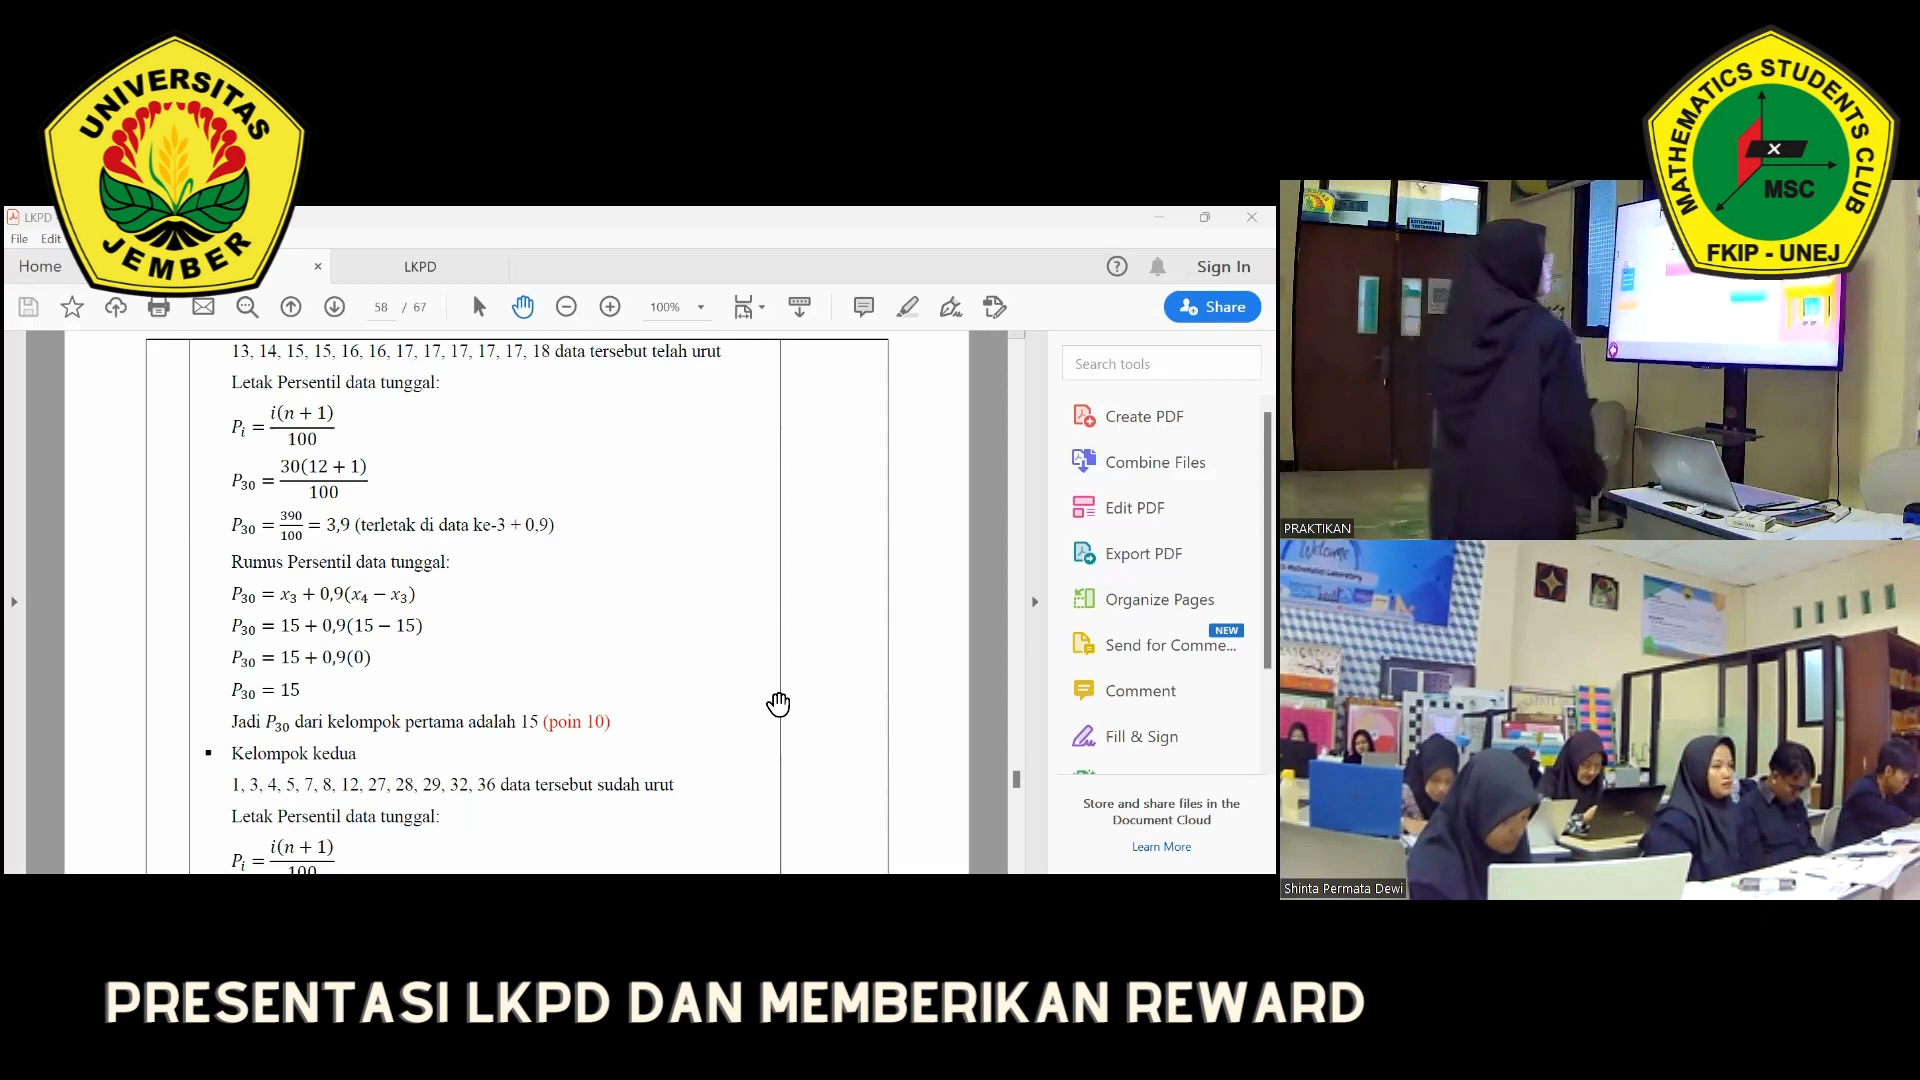 UNIVERSITAS
JEMBER
MATHEMATICS STUDENTS CLUB
X
MSC
FKIP - UNEJ
LKPD
File Edit
Home
LKPD
Sign In
58 / 67
100%
Share
13, 14, 15, 15, 16, 16, 17, 17, 17, 17, 17, 18 data tersebut telah urut
Letak Persentil data tunggal:
P_i = i(n + 1)/100
P_30 = 30(12 + 1)/100
P_30 = 390/100 = 3,9 (terletak di data ke-3 + 0,9)
Rumus Persentil data tunggal:
P_30 = x_3 + 0,9(x_4 − x_3)
P_30 = 15 + 0,9(15 − 15)
P_30 = 15 + 0,9(0)
P_30 = 15
Jadi P_30 dari kelompok pertama adalah 15 (poin 10)
▪ Kelompok kedua
1, 3, 4, 5, 7, 8, 12, 27, 28, 29, 32, 36 data tersebut sudah urut
Letak Persentil data tunggal:
P_i = i(n + 1)/100
Search tools
Create PDF
Combine Files
Edit PDF
Export PDF
Organize Pages
NEW
Send for Comme...
Comment
Fill & Sign
Store and share files in the
Document Cloud
Learn More
PRAKTIKAN
Welcome
Mathematics Laboratory
Shinta Permata Dewi
PRESENTASI LKPD DAN MEMBERIKAN REWARD